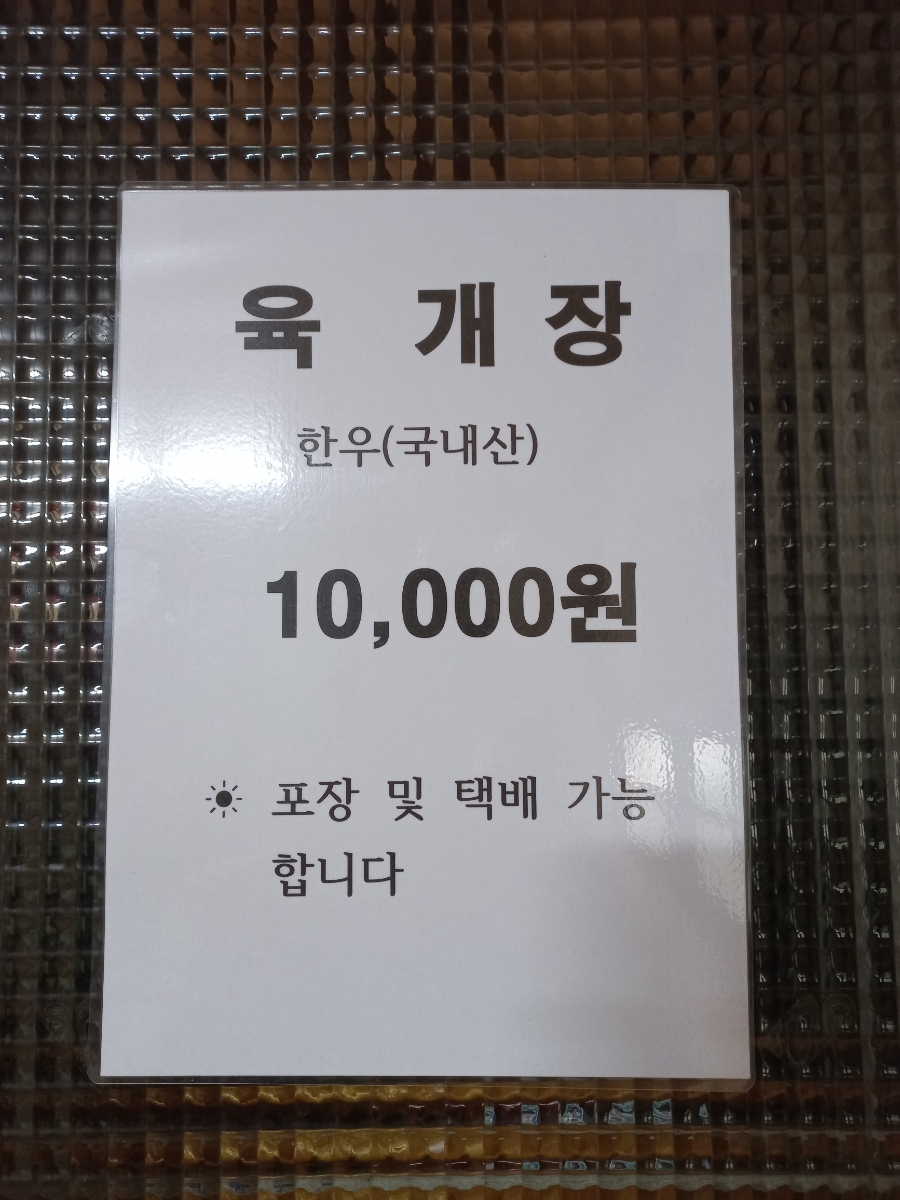 육 개 장
한우(국내산)
10,000원
☀ 포장 및 택배 가능
합니다